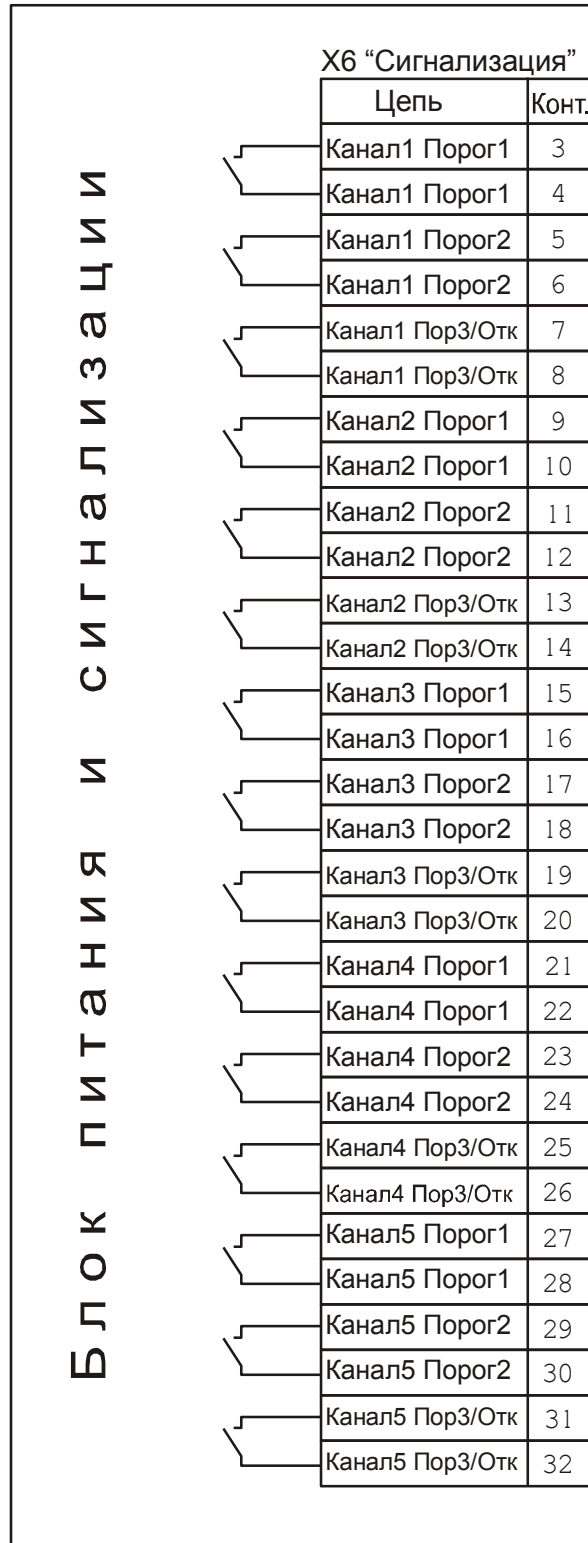 Блок питания и сигнализации
X6 “Сигнализация”
Цепь Конт.
Канал1 Порог1 3
Канал1 Порог1 4
Канал1 Порог2 5
Канал1 Порог2 6
Канал1 Пор3/Отк 7
Канал1 Пор3/Отк 8
Канал2 Порог1 9
Канал2 Порог1 10
Канал2 Порог2 11
Канал2 Порог2 12
Канал2 Пор3/Отк 13
Канал2 Пор3/Отк 14
Канал3 Порог1 15
Канал3 Порог1 16
Канал3 Порог2 17
Канал3 Порог2 18
Канал3 Пор3/Отк 19
Канал3 Пор3/Отк 20
Канал4 Порог1 21
Канал4 Порог1 22
Канал4 Порог2 23
Канал4 Порог2 24
Канал4 Пор3/Отк 25
Канал4 Пор3/Отк 26
Канал5 Порог1 27
Канал5 Порог1 28
Канал5 Порог2 29
Канал5 Порог2 30
Канал5 Пор3/Отк 31
Канал5 Пор3/Отк 32